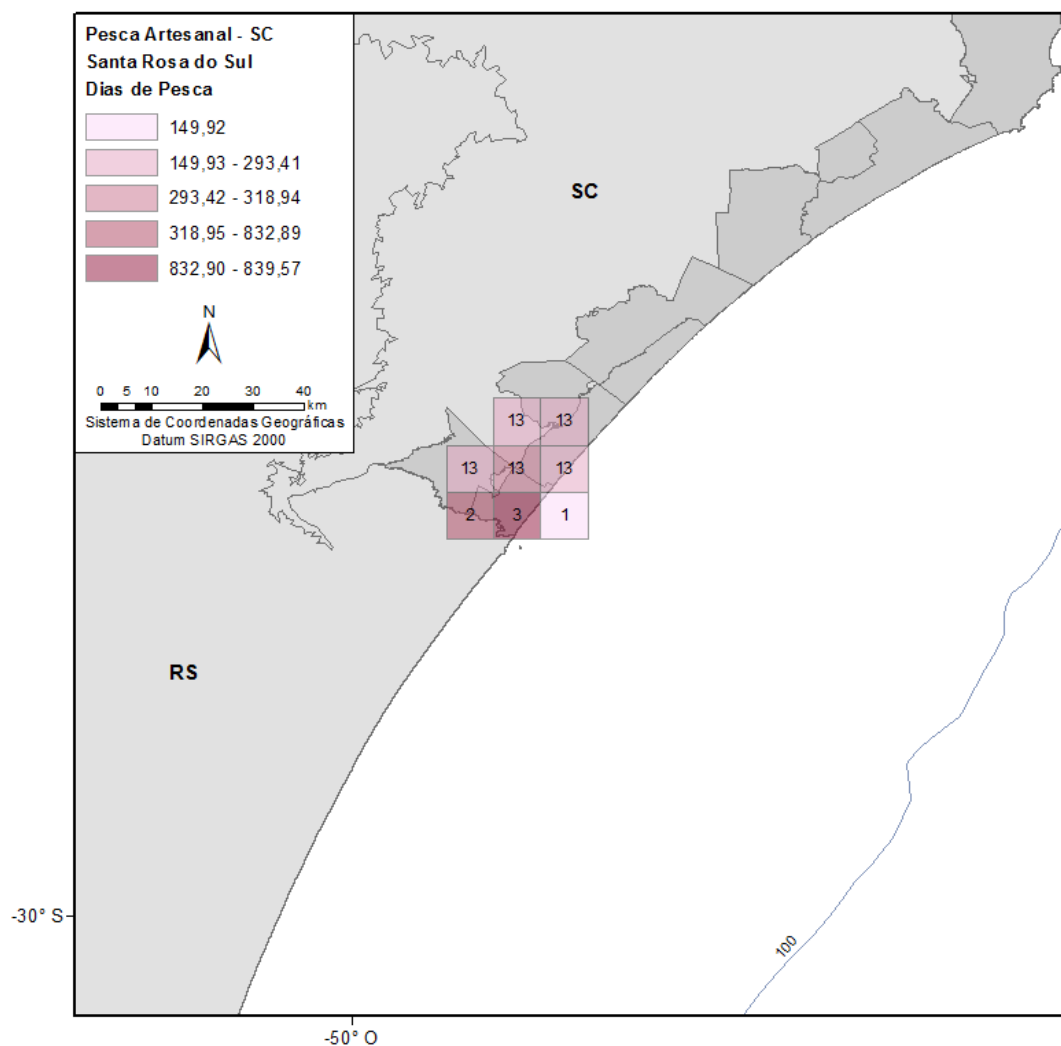 Pesca Artesanal - SC
Santa Rosa do Sul
Dias de Pesca
149,92
149,93 - 293,41
293,42 - 318,94
318,95 - 832,89
832,90 - 839,57
N
0 5 10 20 30 40
km
Sistema de Coordenadas Geográficas
Datum SIRGAS 2000
SC
13 13
13 13 13
2 3 1
RS
-30° S
100
-50° O